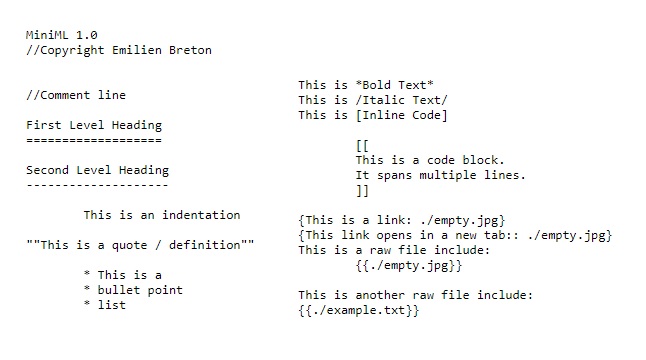 MiniML 1.0
//Copyright Emilien Breton
//Comment line
First Level Heading
===================
Second Level Heading
--------------------
This is an indentation
""This is a quote / definition""
* This is a
* bullet point
* list
This is *Bold Text*
This is /Italic Text/
This is [Inline Code]
[[
This is a code block.
It spans multiple lines.
]]
{This is a link: ./empty.jpg}
{This link opens in a new tab:: ./empty.jpg}
This is a raw file include:
{{./empty.jpg}}
This is another raw file include:
{{./example.txt}}